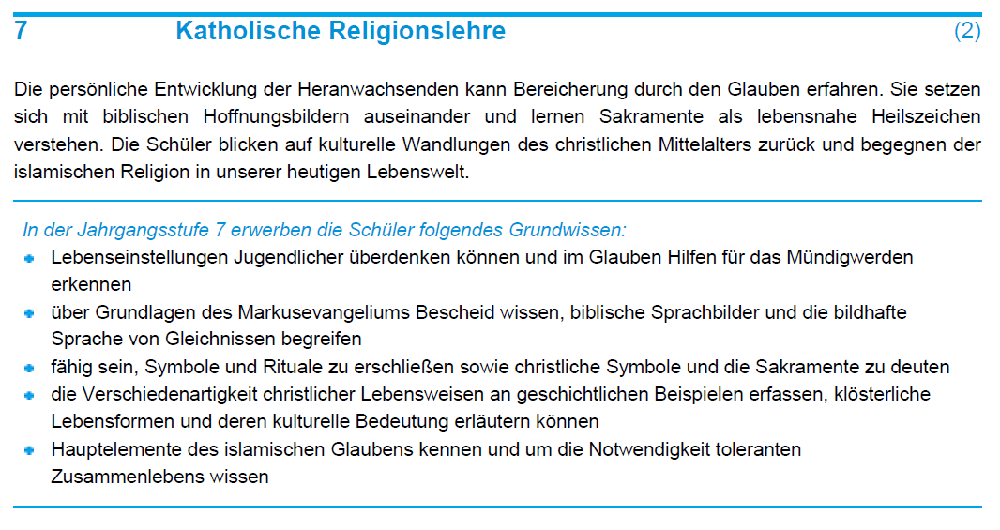 7 Katholische Religionslehre (2)
Die persönliche Entwicklung der Heranwachsenden kann Bereicherung durch den Glauben erfahren. Sie setzen
sich mit biblischen Hoffnungsbildern auseinander und lernen Sakramente als lebensnahe Heilszeichen
verstehen. Die Schüler blicken auf kulturelle Wandlungen des christlichen Mittelalters zurück und begegnen der
islamischen Religion in unserer heutigen Lebenswelt.
In der Jahrgangsstufe 7 erwerben die Schüler folgendes Grundwissen:
Lebenseinstellungen Jugendlicher überdenken können und im Glauben Hilfen für das Mündigwerden
erkennen
über Grundlagen des Markusevangeliums Bescheid wissen, biblische Sprachbilder und die bildhafte
Sprache von Gleichnissen begreifen
fähig sein, Symbole und Rituale zu erschließen sowie christliche Symbole und die Sakramente zu deuten
die Verschiedenartigkeit christlicher Lebensweisen an geschichtlichen Beispielen erfassen, klösterliche
Lebensformen und deren kulturelle Bedeutung erläutern können
Hauptelemente des islamischen Glaubens kennen und um die Notwendigkeit toleranten
Zusammenlebens wissen